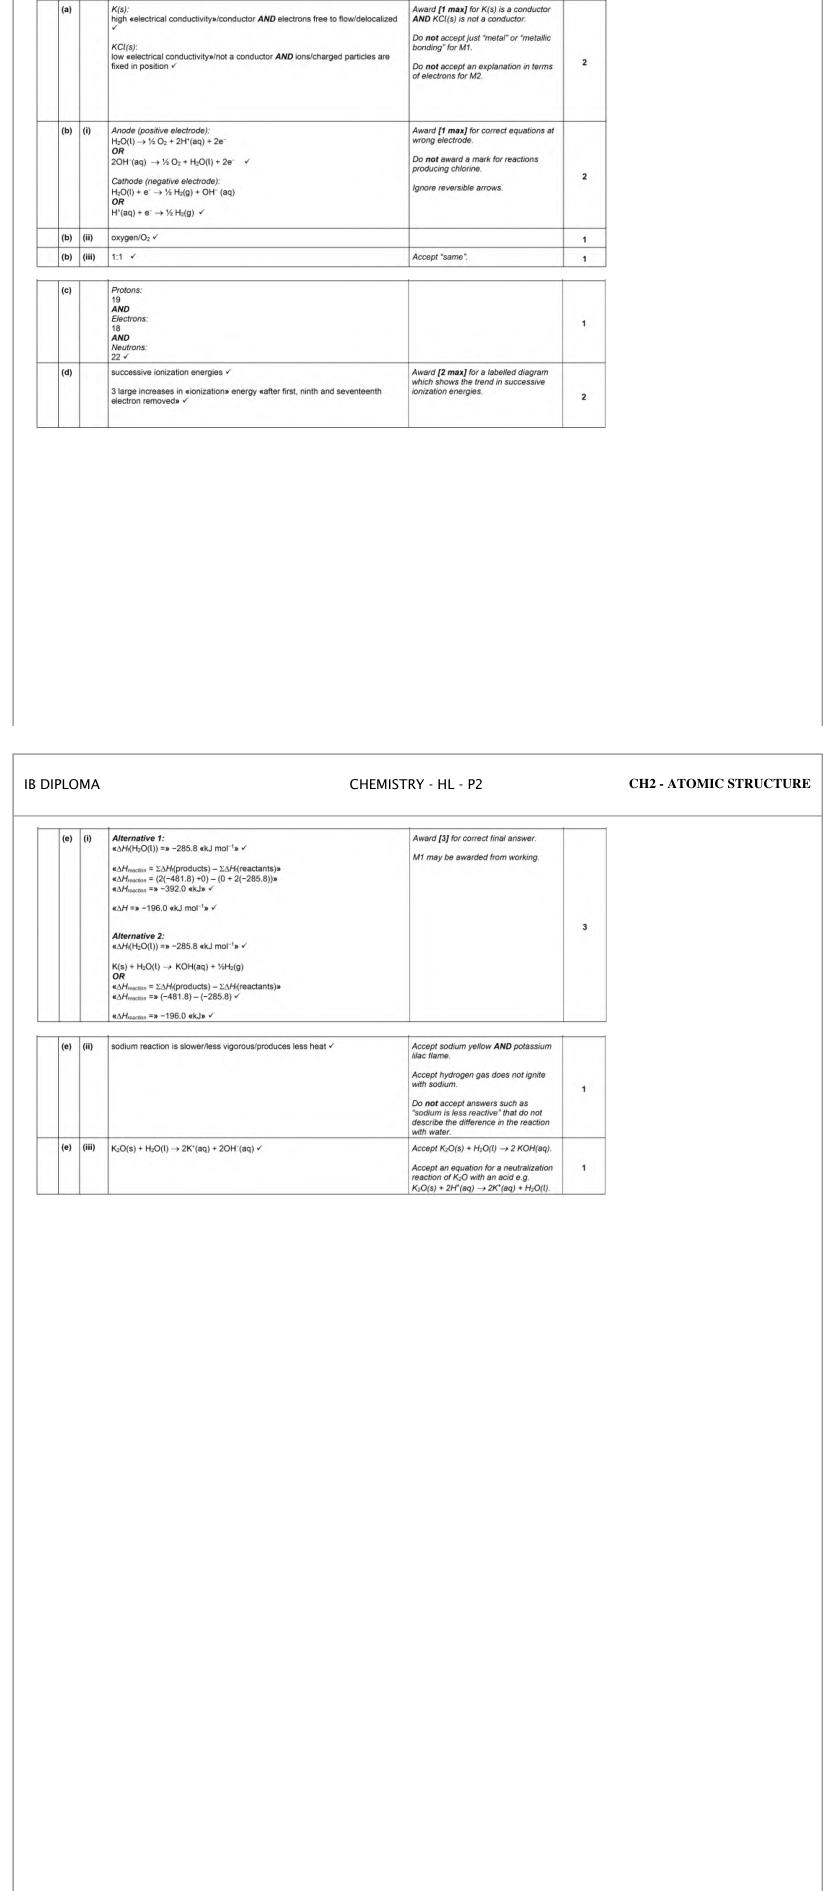 (a)
K(s):
high «electrical conductivity»/conductor AND electrons free to flow/delocalized
✓
KCl(s):
low «electrical conductivity»/not a conductor AND ions/charged particles are
fixed in position ✓
Award [1 max] for K(s) is a conductor
AND KCl(s) is not a conductor.
Do not accept just “metal” or “metallic
bonding” for M1.
Do not accept an explanation in terms
of electrons for M2.
2
(b) (i)
Anode (positive electrode):
H₂O(l) → ½ O₂ + 2H⁺(aq) + 2e⁻
OR
2OH⁻(aq) → ½ O₂ + H₂O(l) + 2e⁻ ✓
Cathode (negative electrode):
H₂O(l) + e⁻ → ½ H₂(g) + OH⁻ (aq)
OR
H⁺(aq) + e⁻ → ½ H₂(g) ✓
Award [1 max] for correct equations at
wrong electrode.
Do not award a mark for reactions
producing chlorine.
Ignore reversible arrows.
2
(b) (ii) oxygen/O₂ ✓ 1
(b) (iii) 1:1 ✓ Accept “same”. 1
(c)
Protons:
19
AND
Electrons:
18
AND
Neutrons:
22 ✓
1
(d)
successive ionization energies ✓
3 large increases in «ionization» energy «after first, ninth and seventeenth
electron removed» ✓
Award [2 max] for a labelled diagram
which shows the trend in successive
ionization energies.
2
IB DIPLOMA CHEMISTRY - HL - P2 CH2 - ATOMIC STRUCTURE
(e) (i)
Alternative 1:
«ΔHf(H₂O(l)) =» −285.8 «kJ mol⁻¹» ✓
«ΔHreaction = ΣΔHf(products) − ΣΔHf(reactants)»
«ΔHreaction = (2(−481.8) +0) − (0 + 2(−285.8))»
«ΔHreaction =» −392.0 «kJ» ✓
«ΔH =» −196.0 «kJ mol⁻¹» ✓
Alternative 2:
«ΔHf(H₂O(l)) =» −285.8 «kJ mol⁻¹» ✓
K(s) + H₂O(l) → KOH(aq) + ½H₂(g)
OR
«ΔHreaction = ΣΔHf(products) − ΣΔHf(reactants)»
«ΔHreaction =» (−481.8) − (−285.8) ✓
«ΔHreaction =» −196.0 «kJ» ✓
Award [3] for correct final answer.
M1 may be awarded from working.
3
(e) (ii)
sodium reaction is slower/less vigorous/produces less heat ✓
Accept sodium yellow AND potassium
lilac flame.
Accept hydrogen gas does not ignite
with sodium.
Do not accept answers such as
“sodium is less reactive” that do not
describe the difference in the reaction
with water.
1
(e) (iii)
K₂O(s) + H₂O(l) → 2K⁺(aq) + 2OH⁻(aq) ✓
Accept K₂O(s) + H₂O(l) → 2 KOH(aq).
Accept an equation for a neutralization
reaction of K₂O with an acid e.g.
K₂O(s) + 2H⁺(aq) → 2K⁺(aq) + H₂O(l).
1